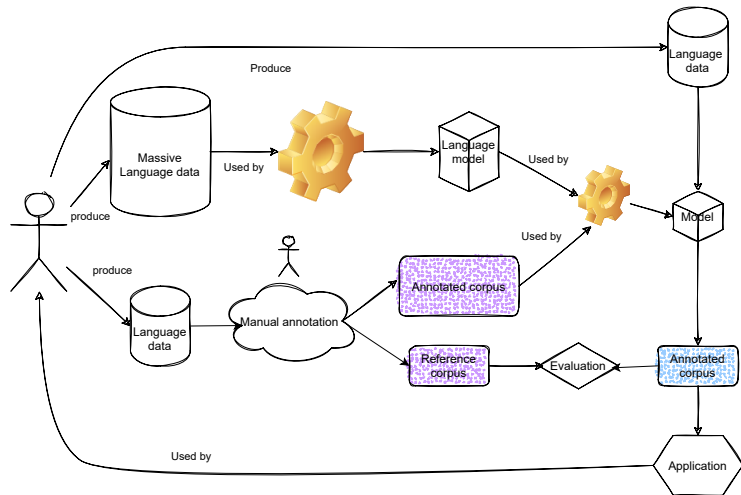 Language
data
Produce
Massive
Language data
Used by
Language
model
Used by
produce
Model
Used by
produce
Annotated corpus
Language
data
Manual annotation
Reference
corpus
Evaluation
Annotated
corpus
Used by
Application